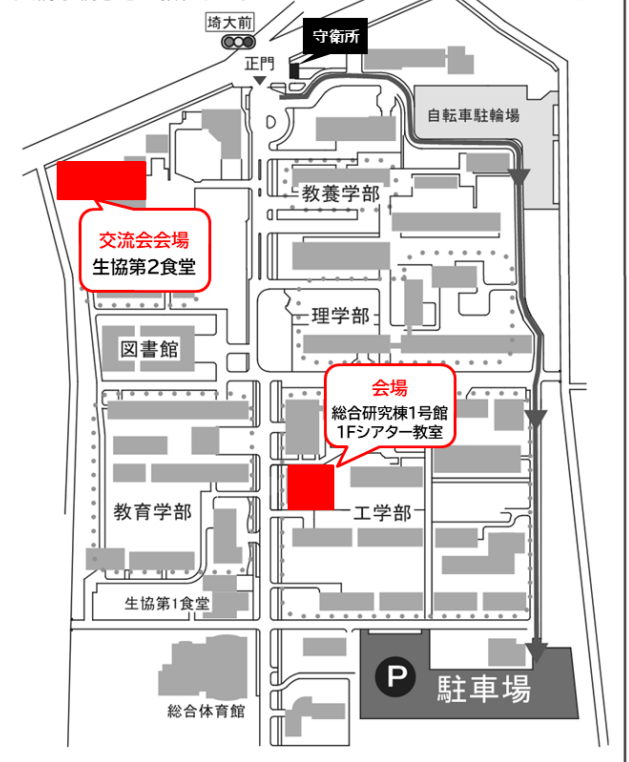 埼大前
守衛所
正門
自転車駐輪場
教養学部
交流会会場
生協第2食堂
理学部
図書館
会場
総合研究棟1号館
1Fシアター教室
教育学部
工学部
生協第1食堂
P
駐車場
総合体育館